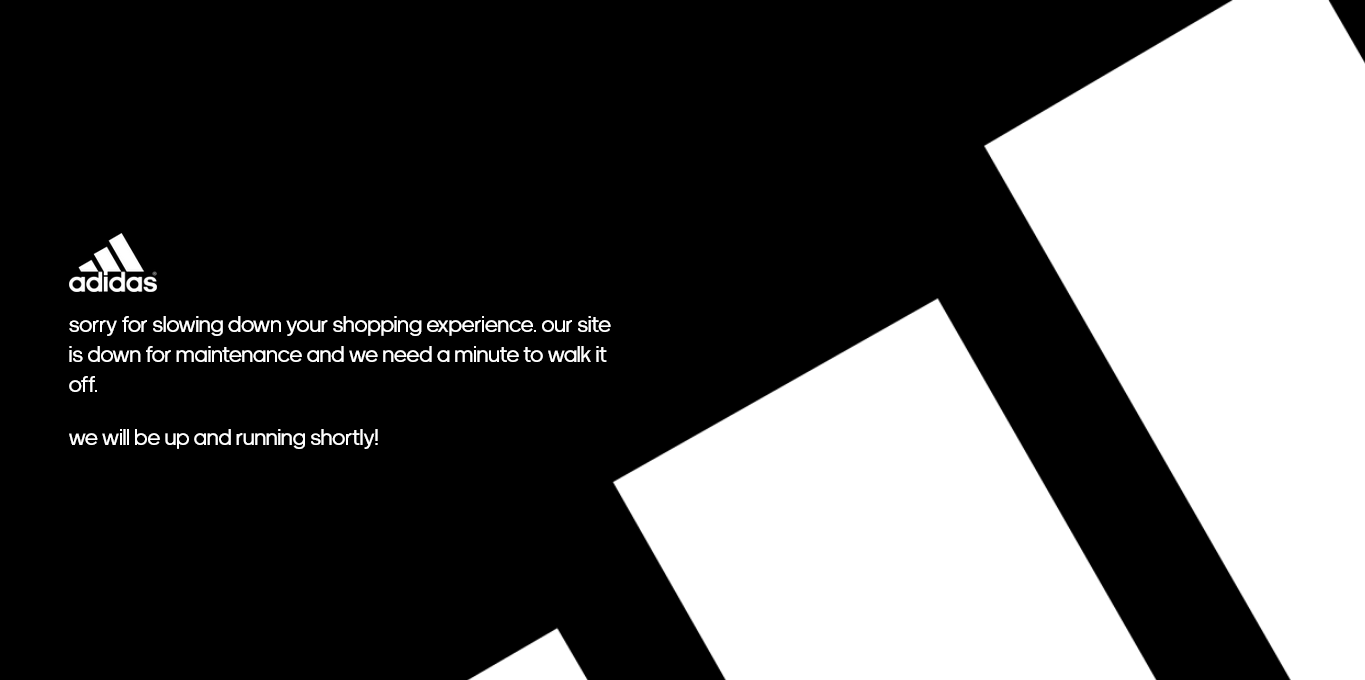 adidas
sorry for slowing down your shopping experience. our site
is down for maintenance and we need a minute to walk it
off.
we will be up and running shortly!